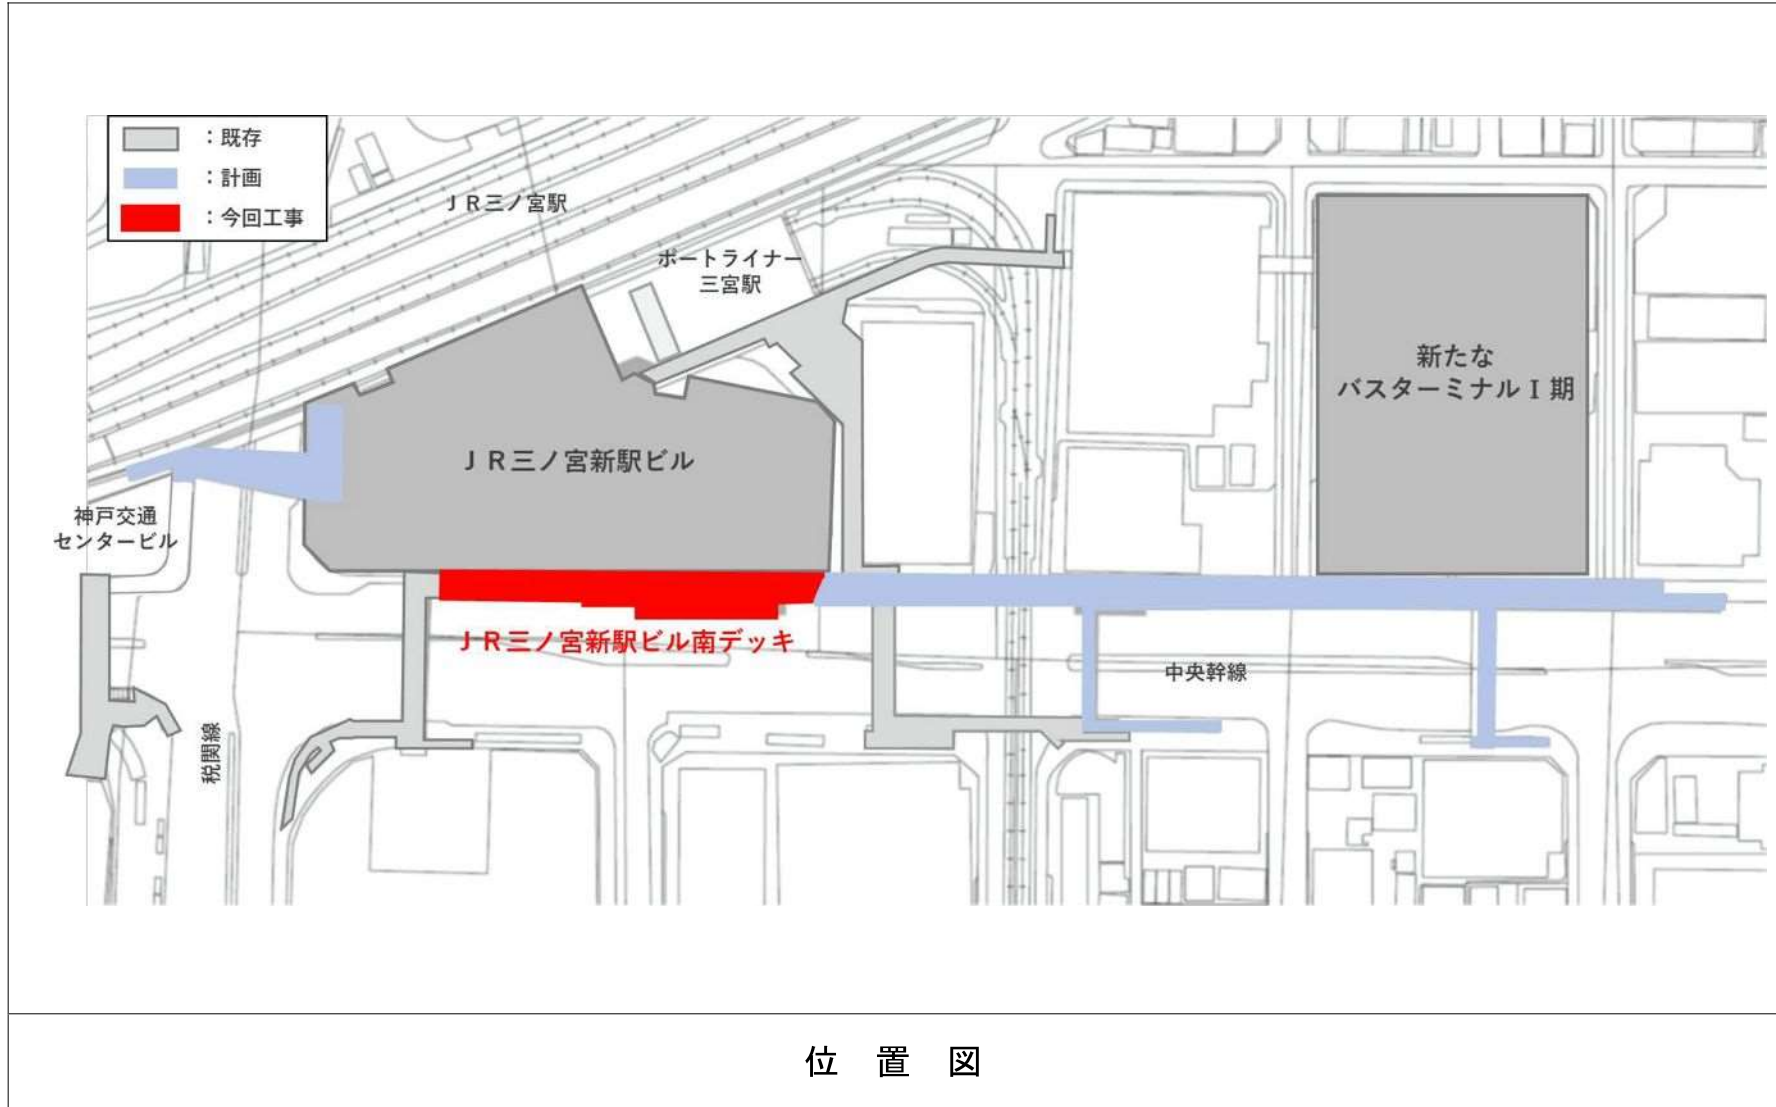 ：既存
：計画
：今回工事
ＪＲ三ノ宮駅
ポートライナー
三宮駅
新たな
バスターミナルⅠ期
ＪＲ三ノ宮新駅ビル
神戸交通
センタービル
ＪＲ三ノ宮新駅ビル南デッキ
中央幹線
税関線
位　置　図